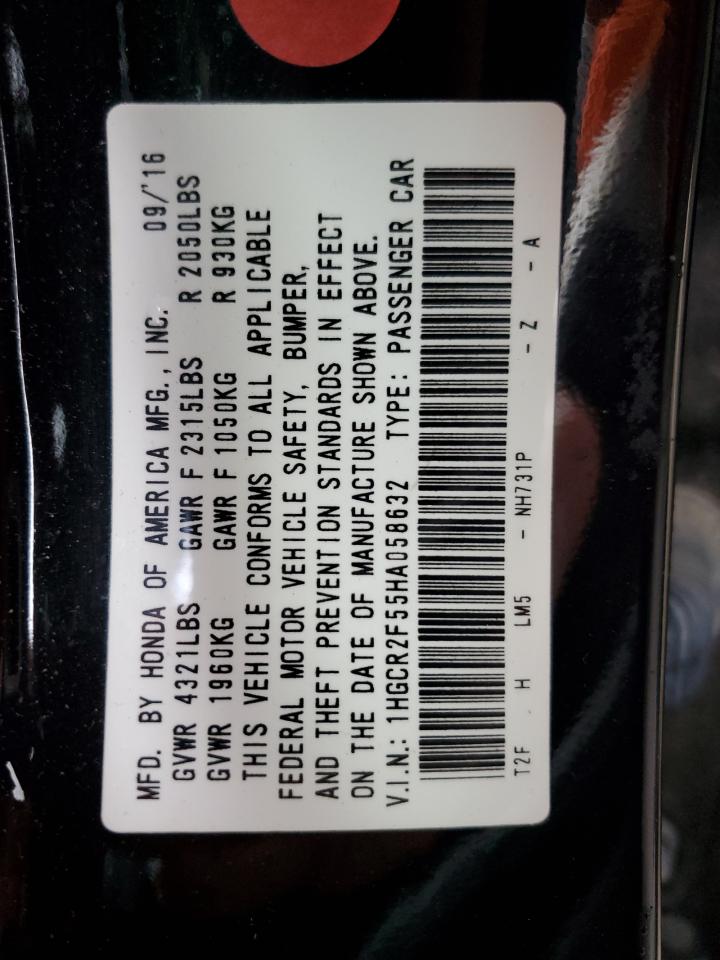 MFD. BY HONDA OF AMERICA MFG., INC. 09/'16
GVWR 4321LBS GAWR F 2315LBS R 2050LBS
GVWR 1960KG GAWR F 1050KG R 930KG
THIS VEHICLE CONFORMS TO ALL APPLICABLE
FEDERAL MOTOR VEHICLE SAFETY, BUMPER,
AND THEFT PREVENTION STANDARDS IN EFFECT
ON THE DATE OF MANUFACTURE SHOWN ABOVE.
V.I.N.: 1HGCR2F55HA058632 TYPE: PASSENGER CAR
T2F H LM5 - NH731P - Z - A